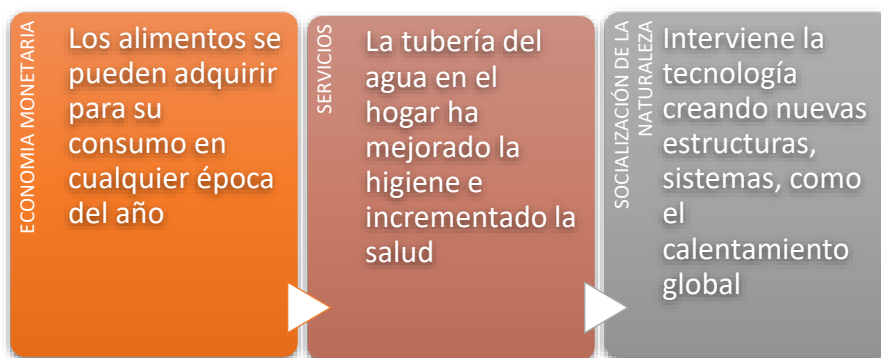 ECONOMIA MONETARIA
Los alimentos se
pueden adquirir
para su
consumo en
cualquier época
del año
SERVICIOS
La tubería del
agua en el
hogar ha
mejorado la
higiene e
incrementado la
salud
SOCIALIZACIÓN DE LA
NATURALEZA
Interviene la
tecnología
creando nuevas
estructuras,
sistemas, como
el
calentamiento
global